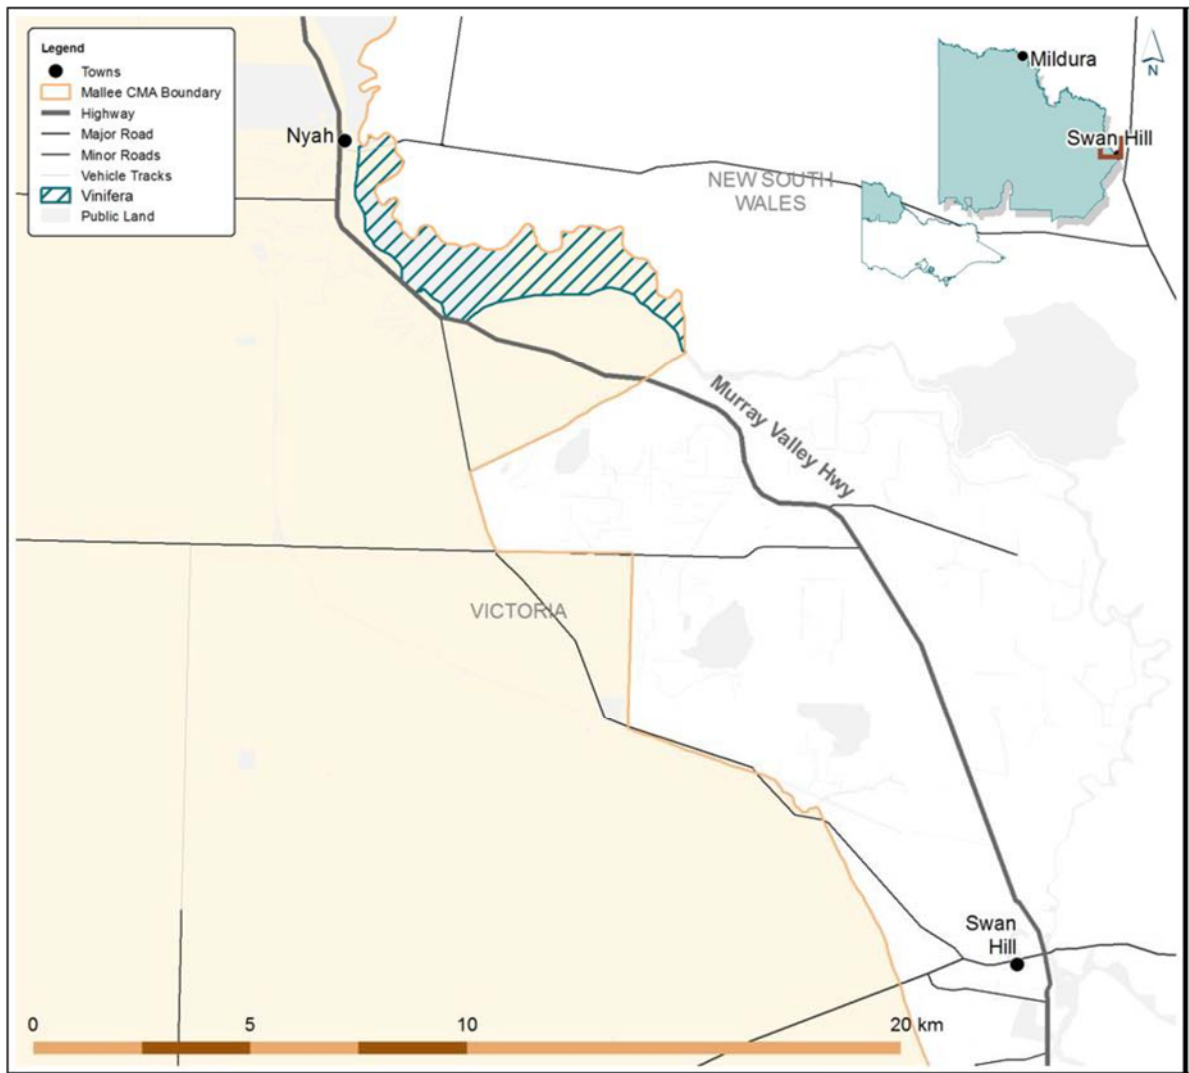 Legend
Towns
Mallee CMA Boundary
Highway
Major Road
Minor Roads
Vehicle Tracks
Vinifera
Public Land
Nyah
Mildura
Swan Hill
N
NEW SOUTH
WALES
Murray Valley Hwy
VICTORIA
Swan
Hill
0 5 10 20 km